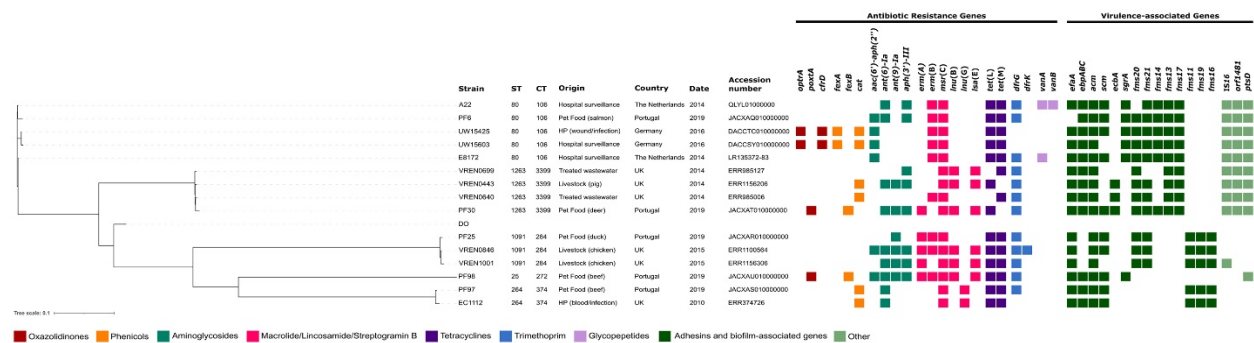 Antibiotic Resistance Genes Virulence-associated Genes
optrA poxtA cfrD fexA fexB cat aac(6')-aph(2'') ant(6)-Ia ant(9)-Ia aph(3')-III erm(A) erm(B) msr(C) lnu(B) lnu(G) lsa(E) tet(L) tet(M) dfrG dfrK vanA vanB efaA ebpABC acm scm ecbA sgrA fms20 fms21 fms14 fms13 fms17 fms11 fms19 fms16 IS16 orf1481 ptsD
Strain ST CT Origin Country Date Accession number
A22 80 106 Hospital surveillance The Netherlands 2014 QLYL01000000
PF6 80 106 Pet Food (salmon) Portugal 2019 JACXAQ010000000
UW15425 80 106 HP (wound/infection) Germany 2016 DACCTC010000000
UW15603 80 106 Hospital surveillance Germany 2016 DACCSY010000000
E8172 80 106 Hospital surveillance The Netherlands 2014 LR135372-83
VREN0699 1263 3399 Treated wastewater UK 2014 ERR985127
VREN0443 1263 3399 Livestock (pig) UK 2014 ERR1156206
VREN0640 1263 3399 Treated wastewater UK 2014 ERR985006
PF30 1263 3399 Pet Food (deer) Portugal 2019 JACXAT010000000
DO
PF25 1091 284 Pet Food (duck) Portugal 2019 JACXAR010000000
VREN0846 1091 284 Livestock (chicken) UK 2015 ERR1100564
VREN1001 1091 284 Livestock (chicken) UK 2015 ERR1156306
PF98 25 272 Pet Food (beef) Portugal 2019 JACXAU010000000
PF97 264 374 Pet Food (beef) Portugal 2019 JACXAS010000000
EC1112 264 374 HP (blood/infection) UK 2010 ERR374726
Tree scale: 0.1
Oxazolidinones Phenicols Aminoglycosides Macrolide/Lincosamide/Streptogramin B Tetracyclines Trimethoprim Glycopeptides Adhesins and biofilm-associated genes Other